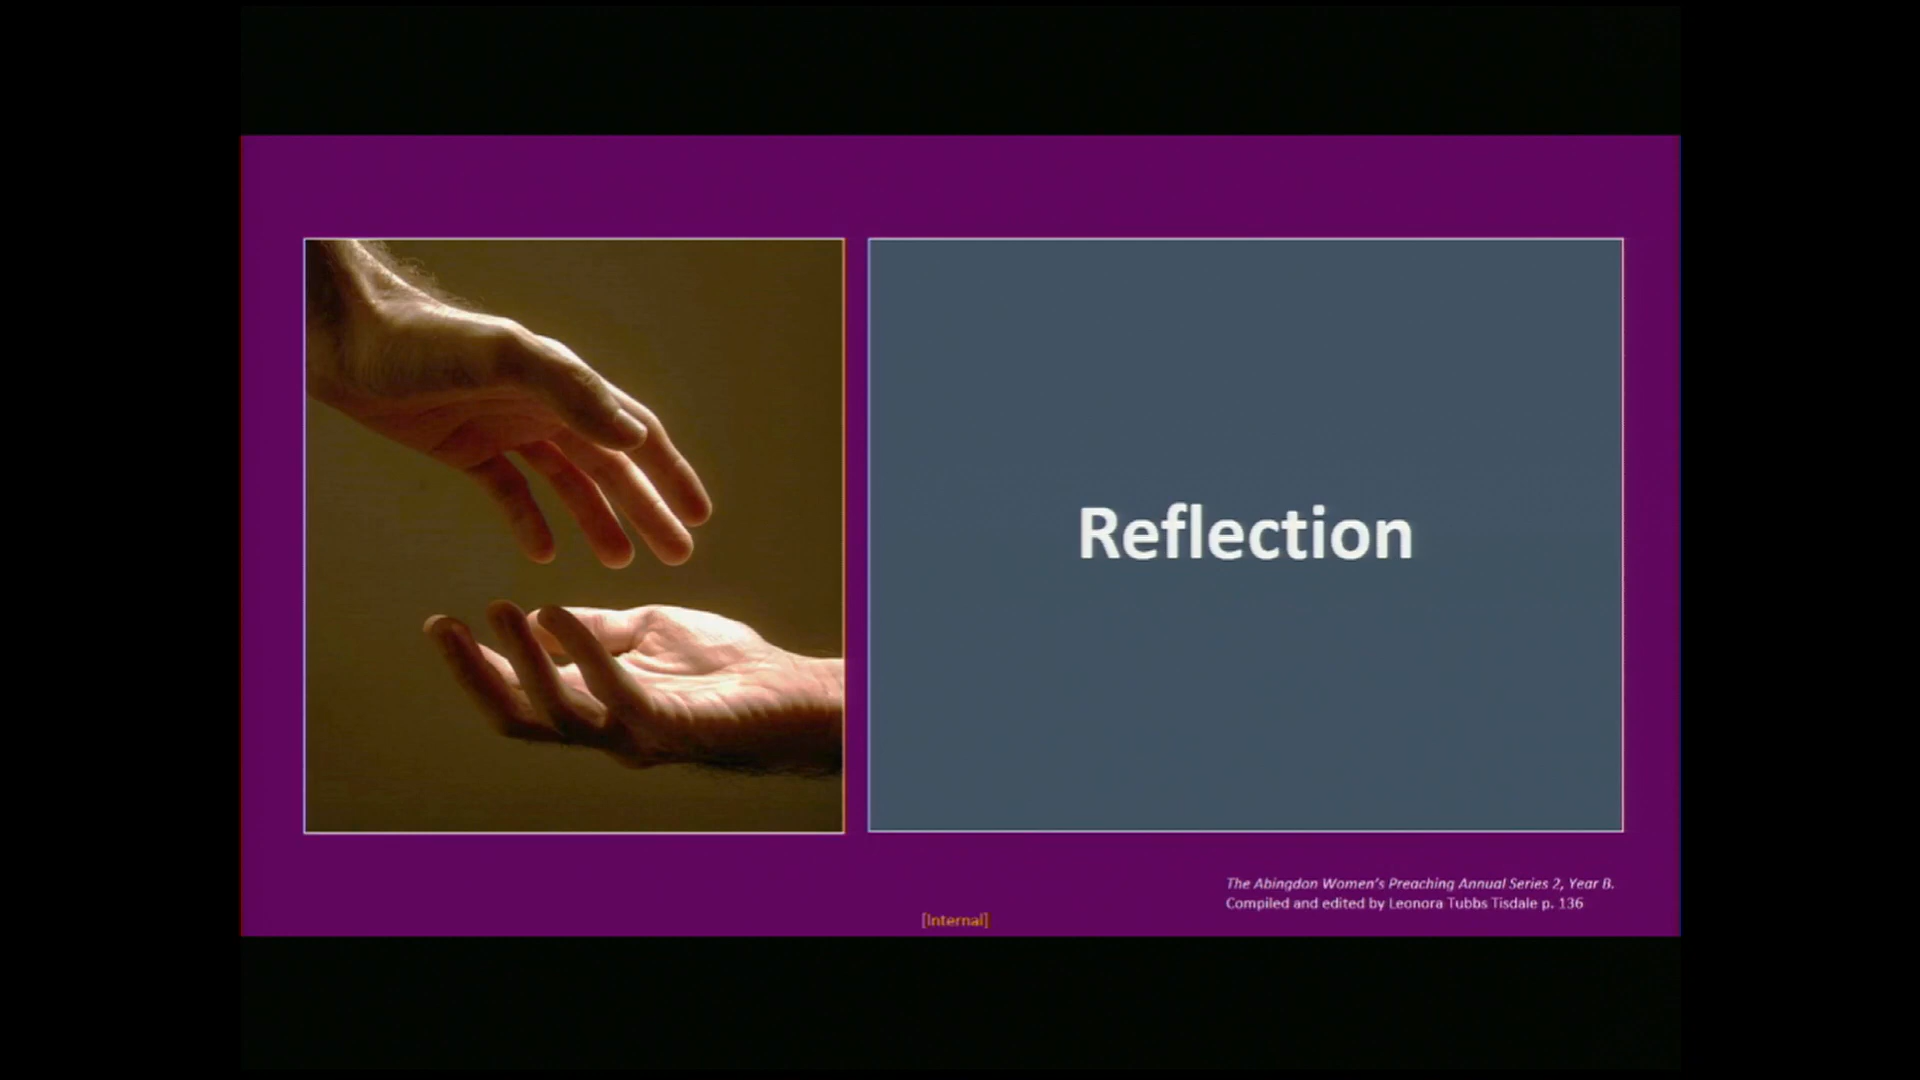 Reflection
The Abingdon Women's Preaching Annual Series 2, Year B.
Compiled and edited by Leonora Tubbs Tisdale p. 136
[Internal]